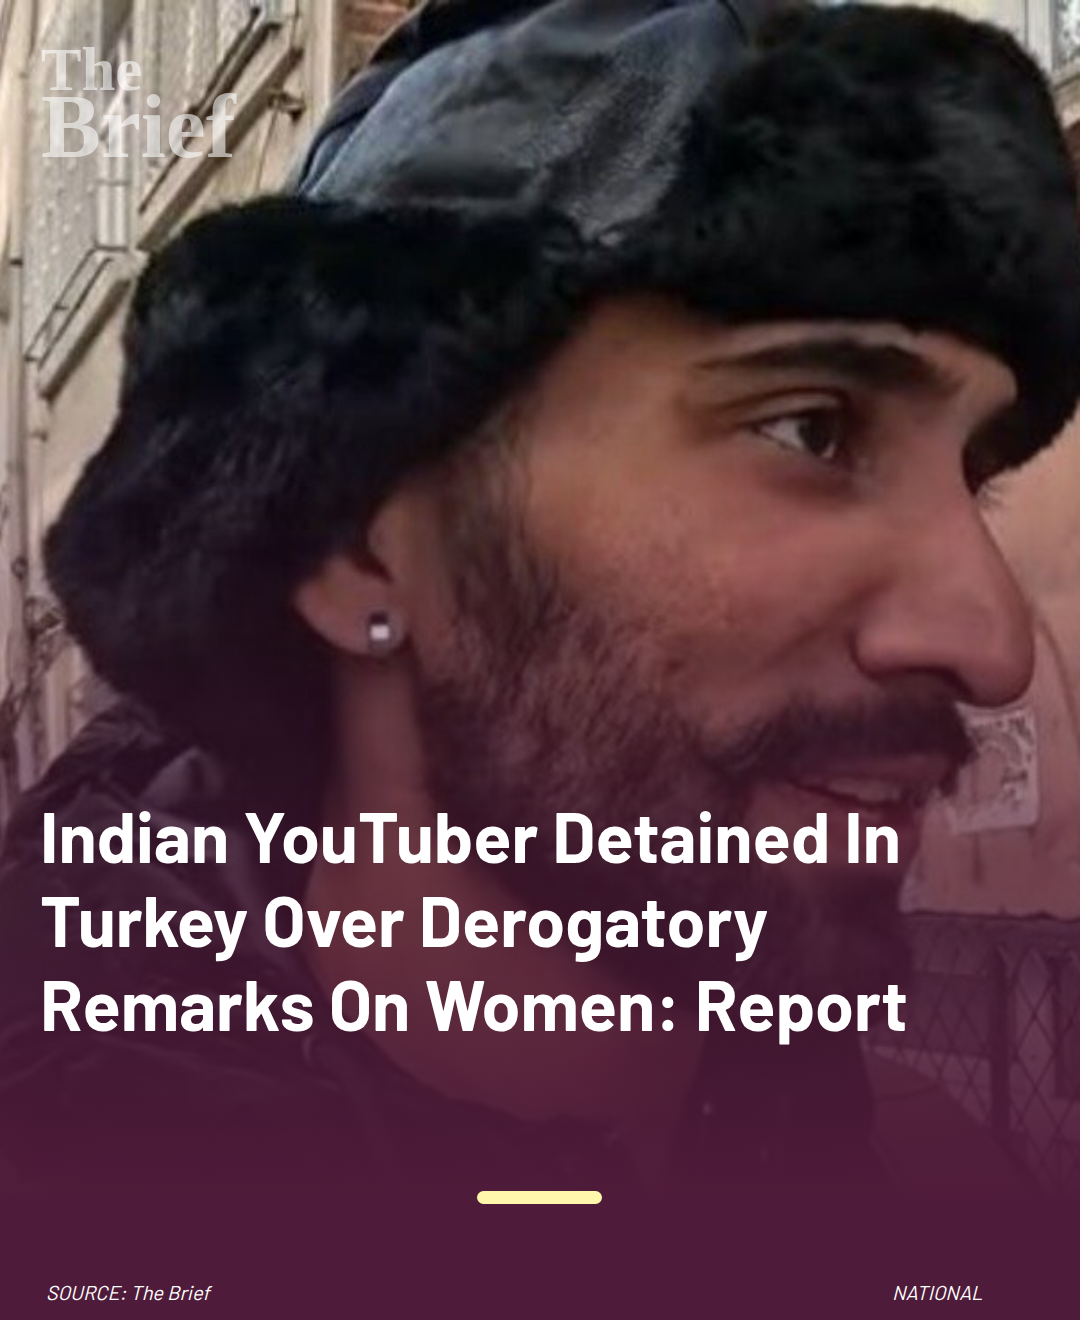 The
Brief
Indian YouTuber Detained In
Turkey Over Derogatory
Remarks On Women: Report
SOURCE: The Brief
NATIONAL